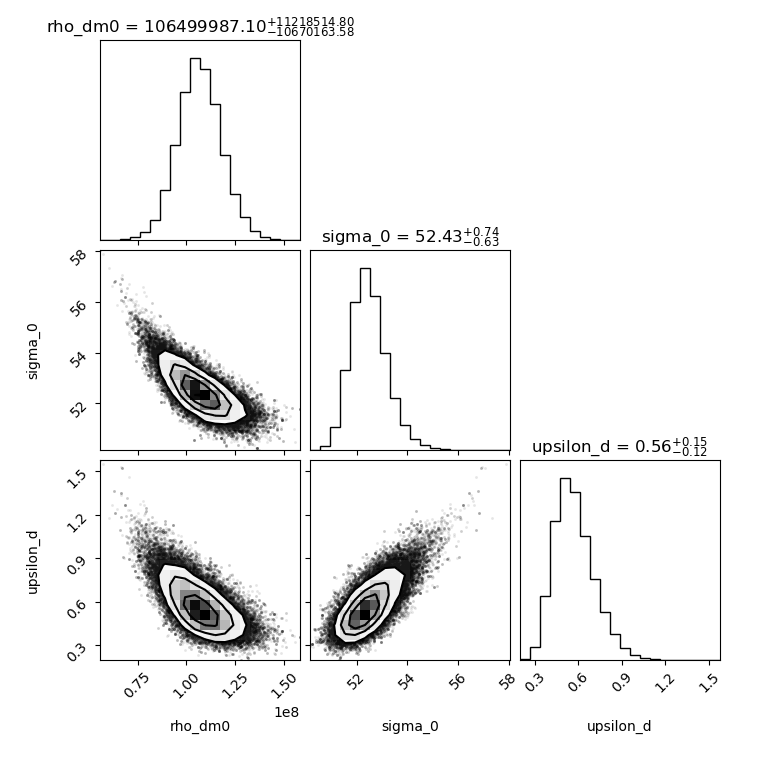 rho_dm0 = 106499987.10+11218514.80 −10670163.58
sigma_0 = 52.43+0.74 −0.63
58
56
54
52
sigma_0
upsilon_d = 0.56+0.15 −0.12
1.5
1.2
0.9
0.6
0.3
upsilon_d
0.75 1.00 1.25 1.50
1e8
rho_dm0
52 54 56 58
sigma_0
0.3 0.6 0.9 1.2 1.5
upsilon_d